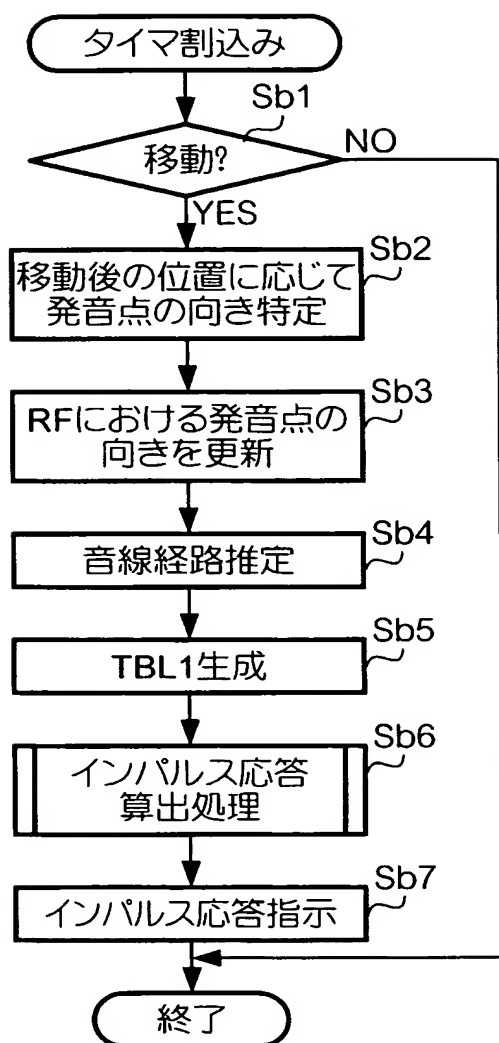 タイマ割込み
Sb1
移動?
NO
YES
Sb2
移動後の位置に応じて
発音点の向き特定
Sb3
RFにおける発音点の
向きを更新
Sb4
音線経路推定
Sb5
TBL1生成
Sb6
インパルス応答
算出処理
Sb7
インパルス応答指示
終了